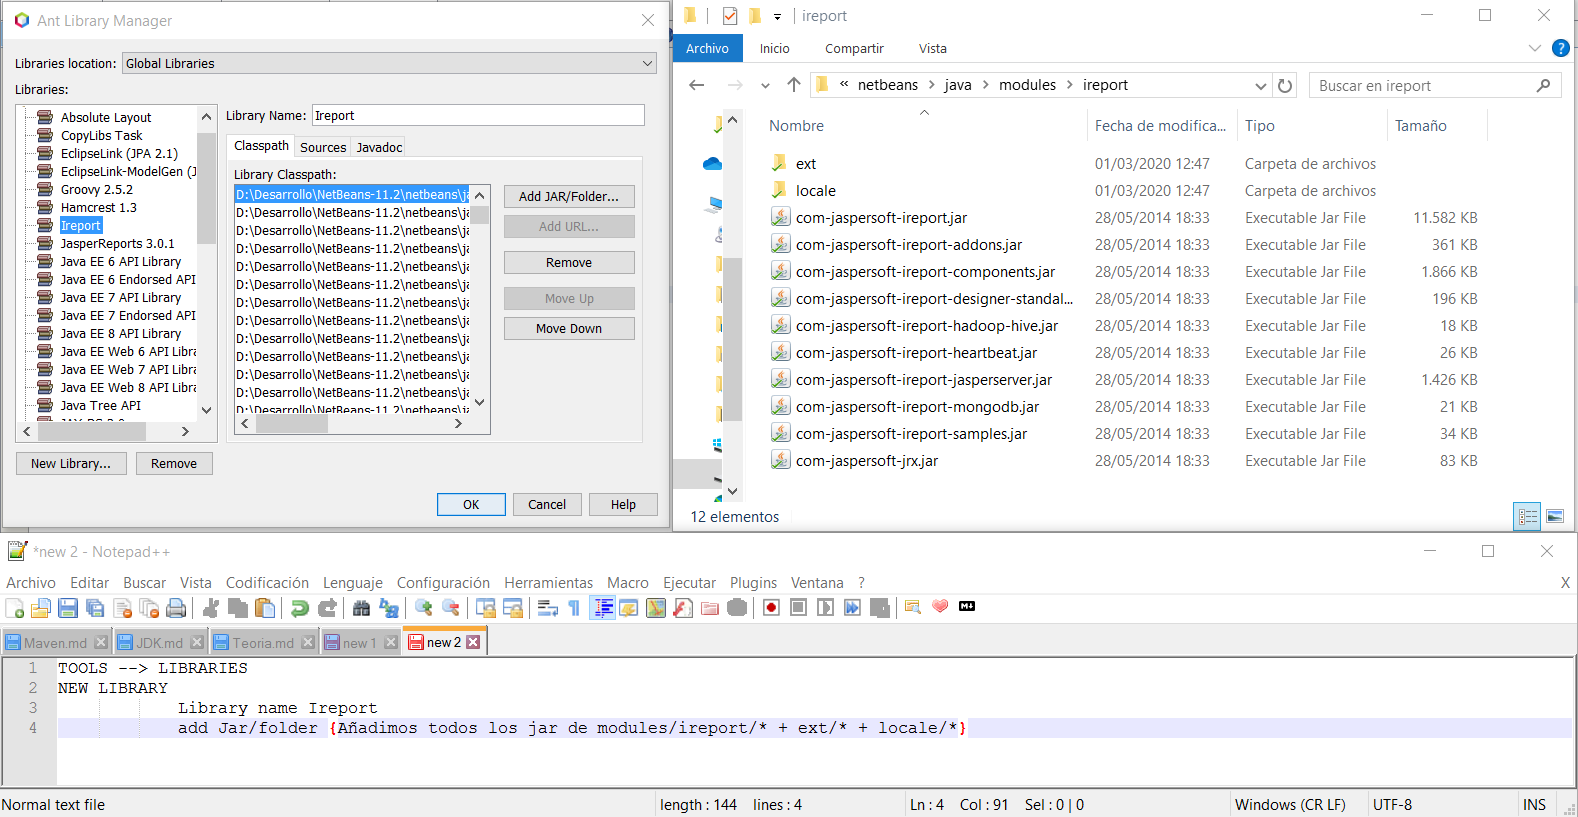 Ant Library Manager
Libraries location:
Global Libraries
Libraries:
Absolute Layout
CopyLibs Task
EclipseLink (JPA 2.1)
EclipseLink-ModelGen (J
Groovy 2.5.2
Hamcrest 1.3
Ireport
JasperReports 3.0.1
Java EE 6 API Library
Java EE 6 Endorsed API
Java EE 7 API Library
Java EE 7 Endorsed API
Java EE 8 API Library
Java EE Web 6 API Libra
Java EE Web 7 API Libra
Java EE Web 8 API Libra
Java Tree API
New Library...
Remove
Library Name:
Ireport
Classpath
Sources
Javadoc
Library Classpath:
D:\Desarrollo\NetBeans-11.2\netbeans\ja
D:\Desarrollo\NetBeans-11.2\netbeans\ja
D:\Desarrollo\NetBeans-11.2\netbeans\ja
D:\Desarrollo\NetBeans-11.2\netbeans\ja
D:\Desarrollo\NetBeans-11.2\netbeans\ja
D:\Desarrollo\NetBeans-11.2\netbeans\ja
D:\Desarrollo\NetBeans-11.2\netbeans\ja
D:\Desarrollo\NetBeans-11.2\netbeans\ja
D:\Desarrollo\NetBeans-11.2\netbeans\ja
D:\Desarrollo\NetBeans-11.2\netbeans\ja
D:\Desarrollo\NetBeans-11.2\netbeans\ja
D:\Desarrollo\NetBeans-11.2\netbeans\ja
D:\Desarrollo\NetBeans-11.2\netbeans\ja
Add JAR/Folder...
Add URL...
Remove
Move Up
Move Down
OK
Cancel
Help
ireport
Archivo
Inicio
Compartir
Vista
« netbeans > java > modules > ireport
Buscar en ireport
Nombre Fecha de modifica... Tipo Tamaño
ext 01/03/2020 12:47 Carpeta de archivos
locale 01/03/2020 12:47 Carpeta de archivos
com-jaspersoft-ireport.jar 28/05/2014 18:33 Executable Jar File 11.582 KB
com-jaspersoft-ireport-addons.jar 28/05/2014 18:33 Executable Jar File 361 KB
com-jaspersoft-ireport-components.jar 28/05/2014 18:33 Executable Jar File 1.866 KB
com-jaspersoft-ireport-designer-standal... 28/05/2014 18:33 Executable Jar File 196 KB
com-jaspersoft-ireport-hadoop-hive.jar 28/05/2014 18:33 Executable Jar File 18 KB
com-jaspersoft-ireport-heartbeat.jar 28/05/2014 18:33 Executable Jar File 26 KB
com-jaspersoft-ireport-jasperserver.jar 28/05/2014 18:33 Executable Jar File 1.426 KB
com-jaspersoft-ireport-mongodb.jar 28/05/2014 18:33 Executable Jar File 21 KB
com-jaspersoft-ireport-samples.jar 28/05/2014 18:33 Executable Jar File 34 KB
com-jaspersoft-jrx.jar 28/05/2014 18:33 Executable Jar File 83 KB
12 elementos
*new 2 - Notepad++
Archivo Editar Buscar Vista Codificación Lenguaje Configuración Herramientas Macro Ejecutar Plugins Ventana ? X
Maven.md JDK.md Teoria.md new 1 new 2
1 TOOLS --> LIBRARIES
2 NEW LIBRARY
3 Library name Ireport
4 add Jar/folder {Añadimos todos los jar de modules/ireport/* + ext/* + locale/*}
Normal text file length : 144 lines : 4 Ln : 4 Col : 91 Sel : 0 | 0 Windows (CR LF) UTF-8 INS